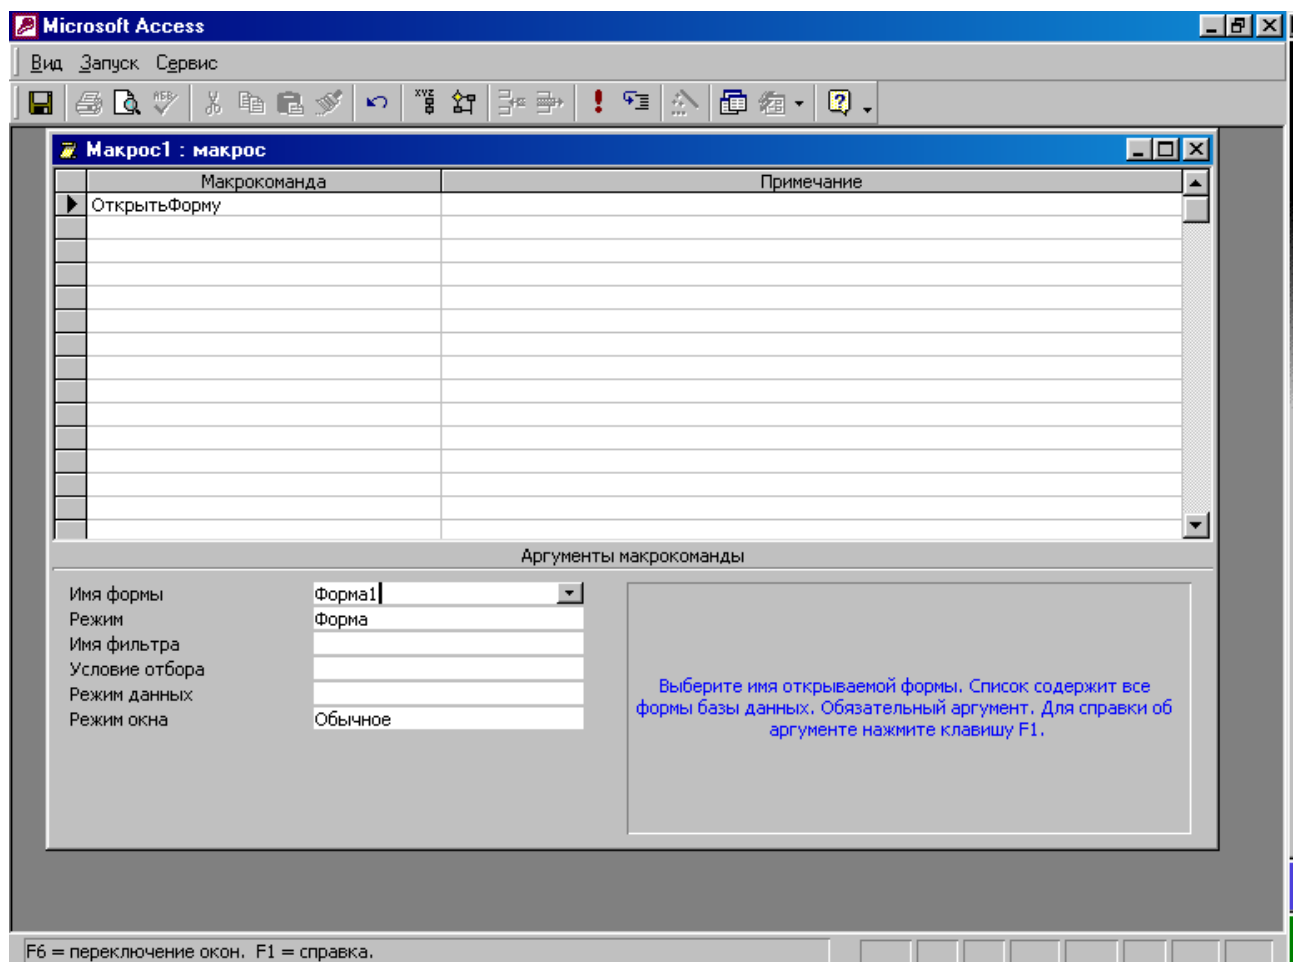 Microsoft Access
Вид Запуск Сервис
Макрос1 : макрос
Макрокоманда Примечание
ОткрытьФорму
Аргументы макрокоманды
Имя формы Форма1
Режим Форма
Имя фильтра
Условие отбора
Режим данных
Режим окна Обычное
Выберите имя открываемой формы. Список содержит все
формы базы данных. Обязательный аргумент. Для справки об
аргументе нажмите клавишу F1.
F6 = переключение окон. F1 = справка.